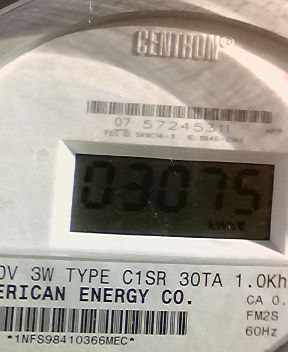 CENTRON®
07 57245311
03075
kWh
0V 3W TYPE C1SR 30TA 1.0Kh
ERICAN ENERGY CO.
CA 0.
FM2S
*1NFS98410366MEC*
60Hz